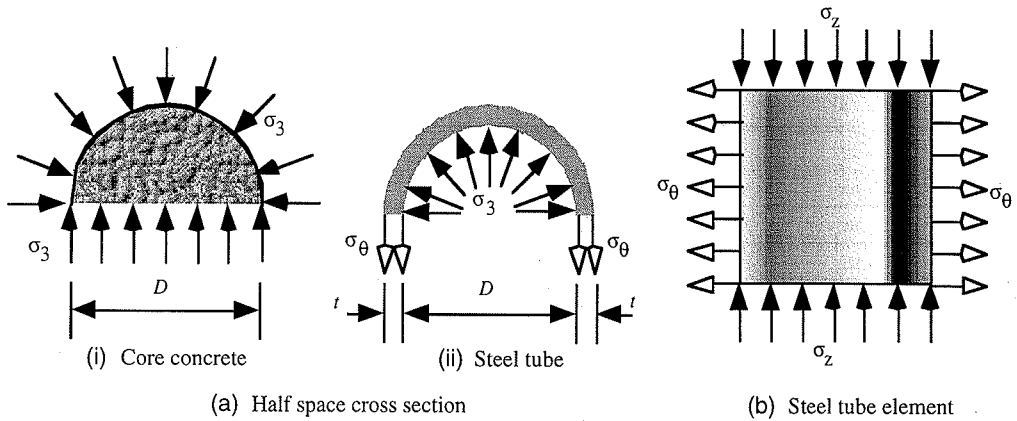 σ3
σ3
D
(i) Core concrete
σ3
σθ
σθ
t
D
t
(ii) Steel tube
(a) Half space cross section
σz
σθ
σθ
σz
(b) Steel tube element